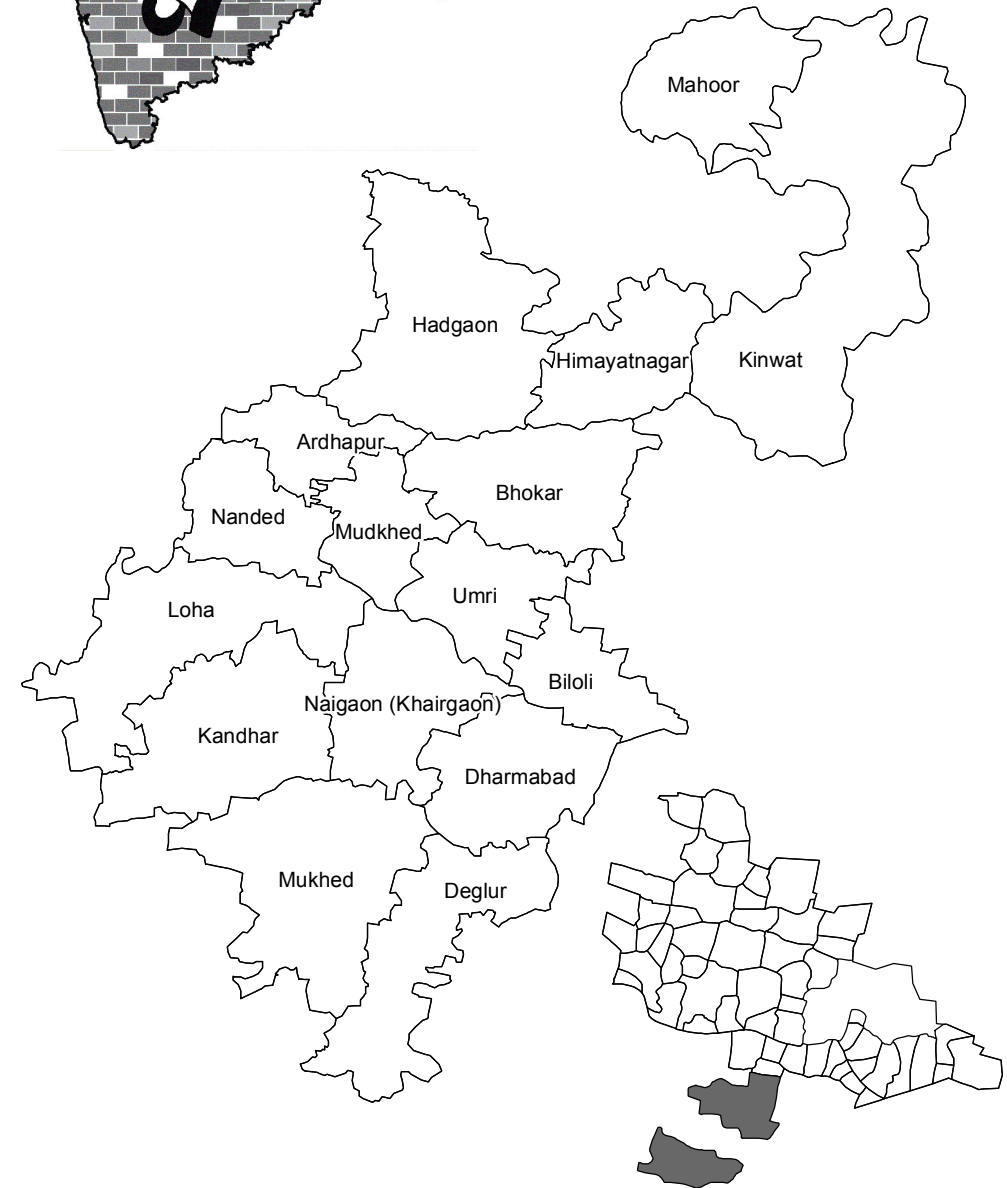 Mahoor
Hadgaon
Himayatnagar
Kinwat
Ardhapur
Bhokar
Nanded
Mudkhed
Umri
Loha
Biloli
Naigaon (Khairgaon)
Kandhar
Dharmabad
Mukhed
Deglur